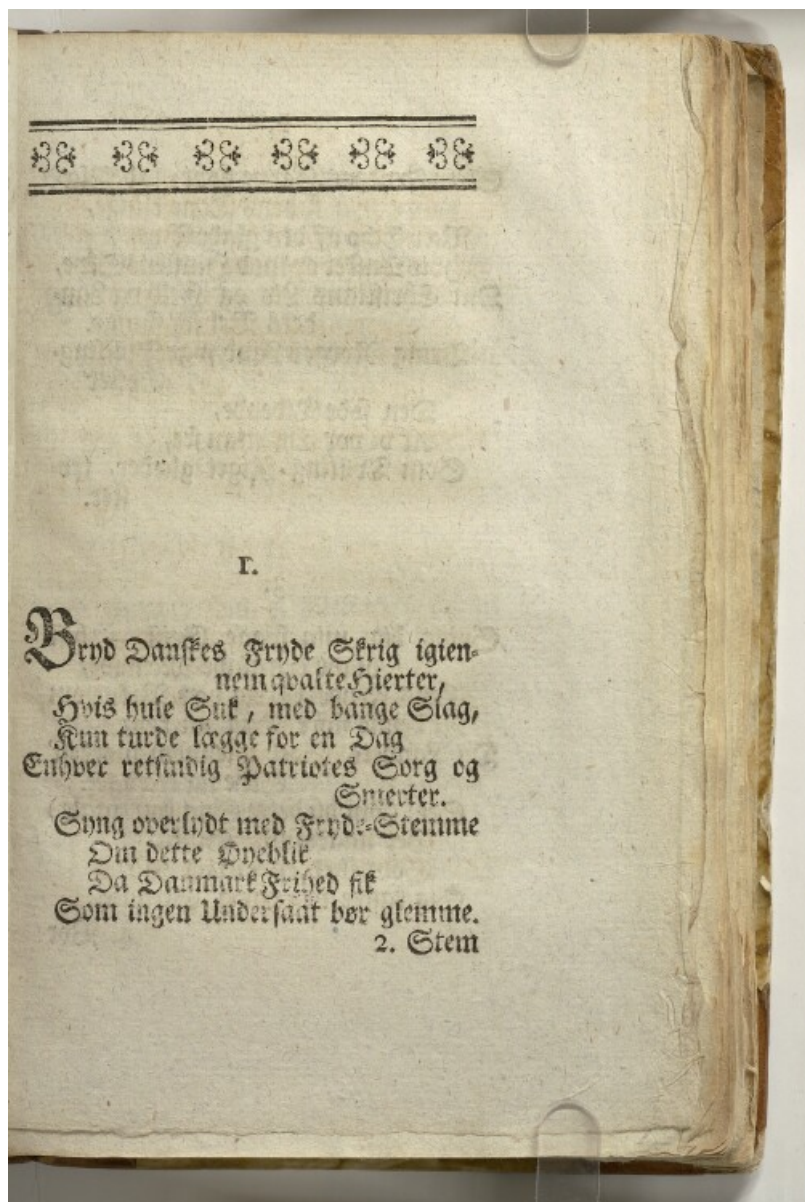 1.
Bryd Danskes Fryde Skrig igien-
nem qvalte Hierter,
Hvis hule Suk, med bange Slag,
Kun turde lægge for en Dag
Enhver retsindig Patriotes Sorg og
Smerter.
Syng overlydt med Fryde-Stemme
Om dette Øyeblik
Da Danmark Frihed fik
Som ingen Undersaat bør glemme.
2. Stem